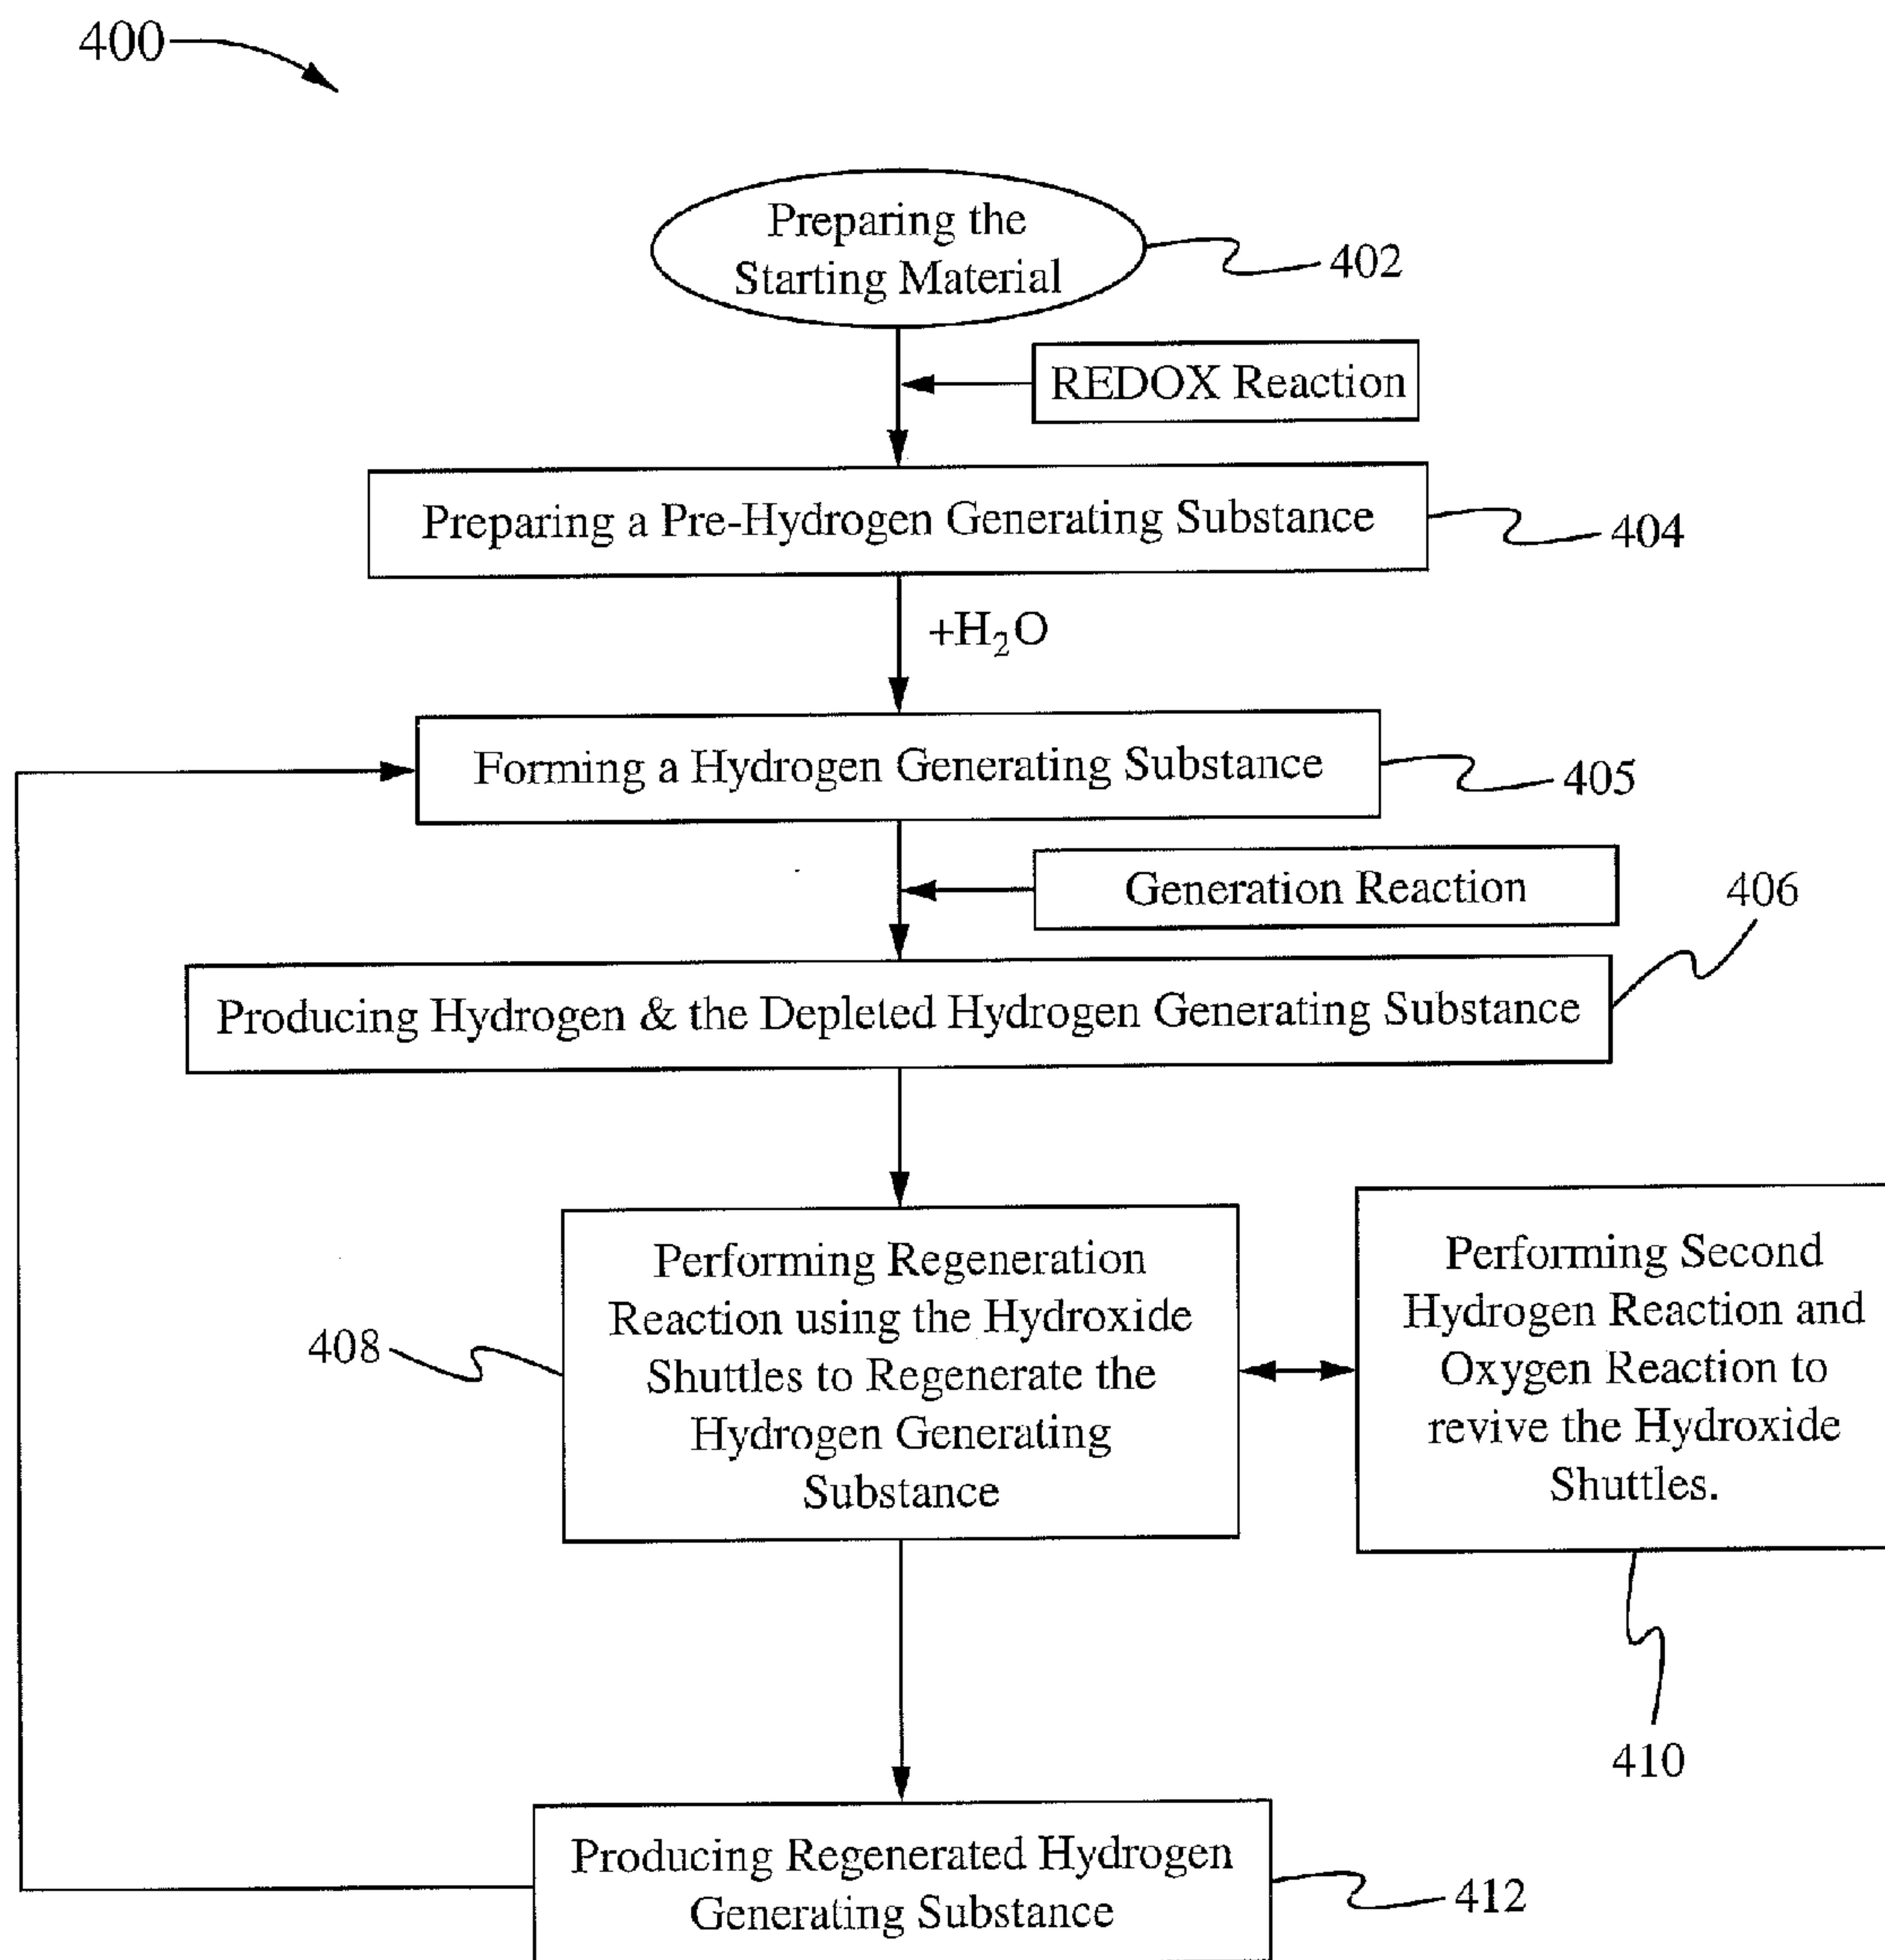 400
Preparing the
Starting Material
402
REDOX Reaction
Preparing a Pre-Hydrogen Generating Substance
404
+H₂O
Forming a Hydrogen Generating Substance
405
Generation Reaction
406
Producing Hydrogen & the Depleted Hydrogen Generating Substance
Performing Regeneration
Reaction using the Hydroxide
Shuttles to Regenerate the
Hydrogen Generating
Substance
408
Performing Second
Hydrogen Reaction and
Oxygen Reaction to
revive the Hydroxide
Shuttles.
410
Producing Regenerated Hydrogen
Generating Substance
412